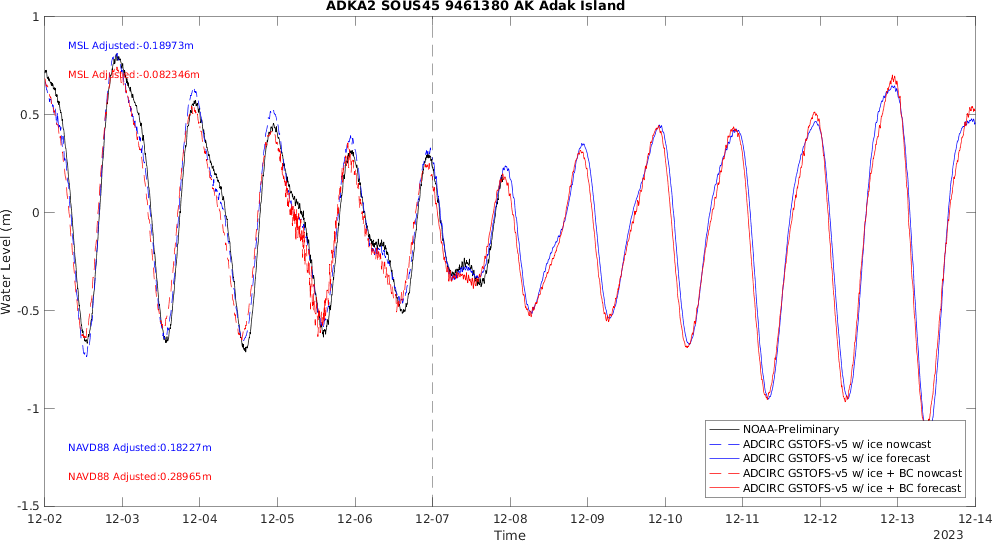 ADKA2 SOUS45 9461380 AK Adak Island
MSL Adjusted:-0.18973m
MSL Adjusted:-0.082346m
NAVD88 Adjusted:0.18227m
NAVD88 Adjusted:0.28965m
Water Level (m)
1
0.5
0
-0.5
-1
-1.5
NOAA-Preliminary
ADCIRC GSTOFS-v5 w/ ice nowcast
ADCIRC GSTOFS-v5 w/ ice forecast
ADCIRC GSTOFS-v5 w/ ice + BC nowcast
ADCIRC GSTOFS-v5 w/ ice + BC forecast
12-02 12-03 12-04 12-05 12-06 12-07 12-08 12-09 12-10 12-11 12-12 12-13 12-14
Time
2023